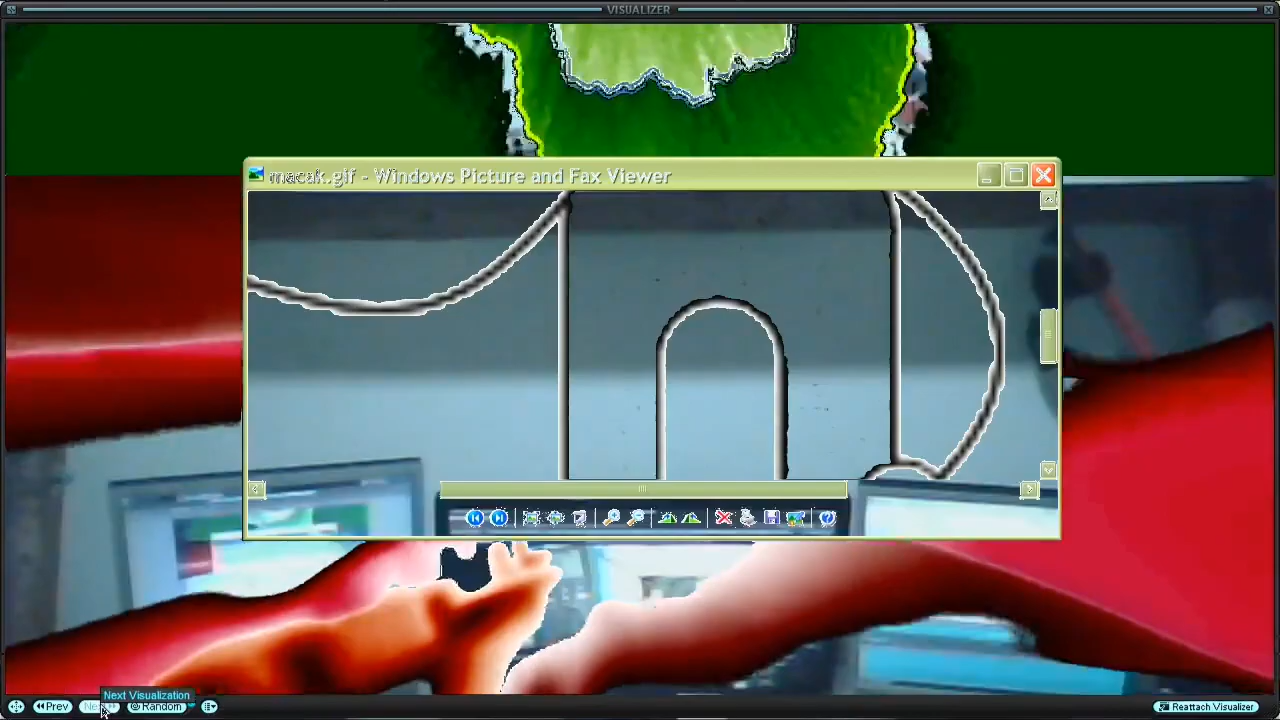 VISUALIZER
macak.gif - Windows Picture and Fax Viewer
Next Visualization
Prev
Random
Reattach Visualizer